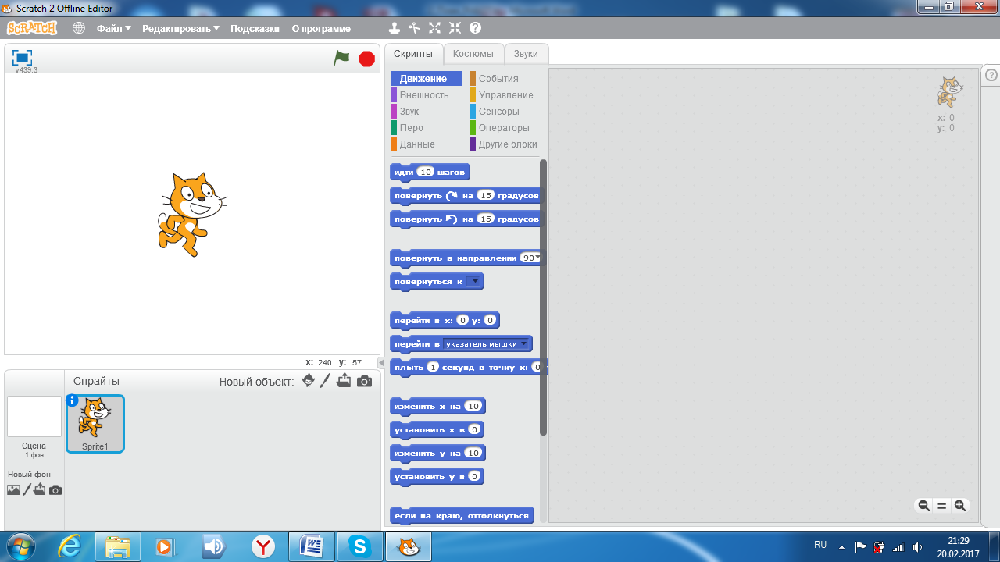 Scratch 2 Offline Editor
SCRATCH Файл Редактировать Подсказки О программе
v439.3
Скрипты Костюмы Звуки
Движение События
Внешность Управление
Звук Сенсоры
Перо Операторы
Данные Другие блоки
x: 0
y: 0
идти 10 шагов
повернуть на 15 градусов
повернуть на 15 градусов
повернуть в направлении 90
повернуться к
перейти в x: 0 y: 0
перейти в указатель мышки
плыть 1 секунд в точку x: 0
изменить x на 10
установить x в 0
изменить y на 10
установить y в 0
если на краю, оттолкнуться
x: 240 y: 57
Спрайты Новый объект:
Sprite1
Сцена
1 фон
Новый фон:
RU
21:29
20.02.2017